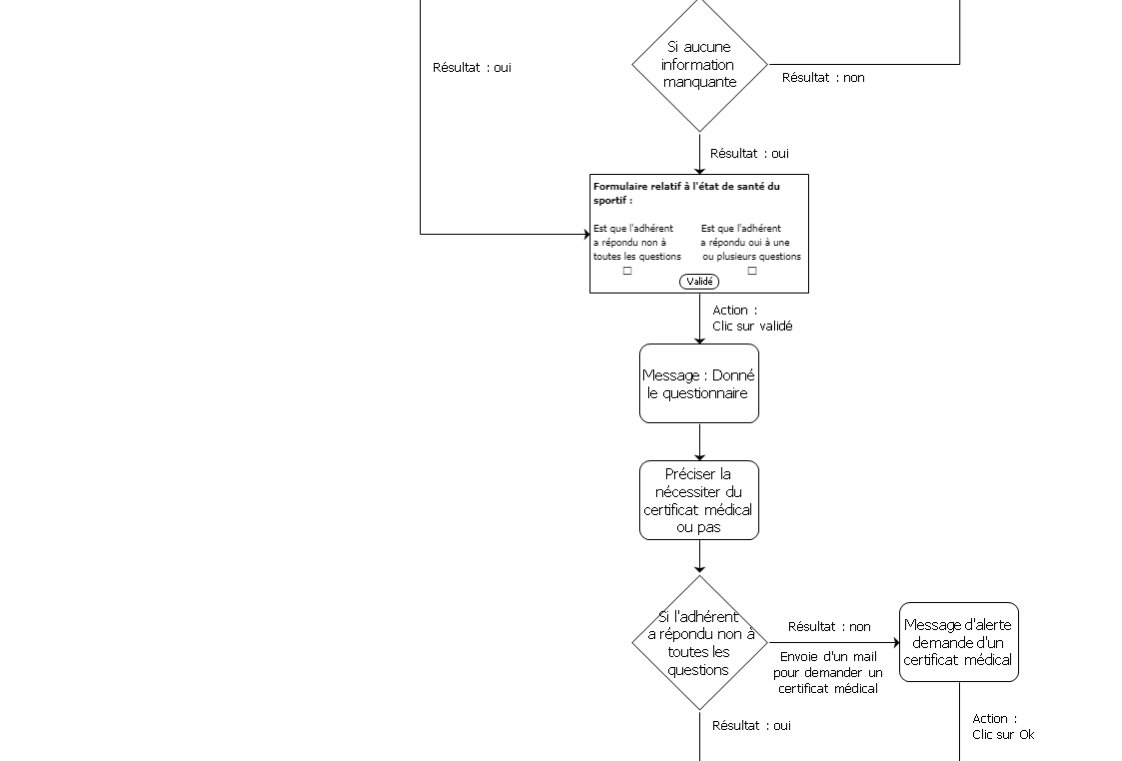 Si aucune
information
manquante
Résultat : oui
Résultat : non
Résultat : oui
Formulaire relatif à l'état de santé du
sportif :
Est que l'adhérent
a répondu non à
toutes les questions
Est que l'adhérent
a répondu oui à une
ou plusieurs questions
Validé
Action :
Clic sur validé
Message : Donné
le questionnaire
Préciser la
nécessiter du
certificat médical
ou pas
Si l'adhérent
a répondu non à
toutes les
questions
Résultat : non
Envoie d'un mail
pour demander un
certificat médical
Message d'alerte
demande d'un
certificat médical
Résultat : oui
Action :
Clic sur Ok